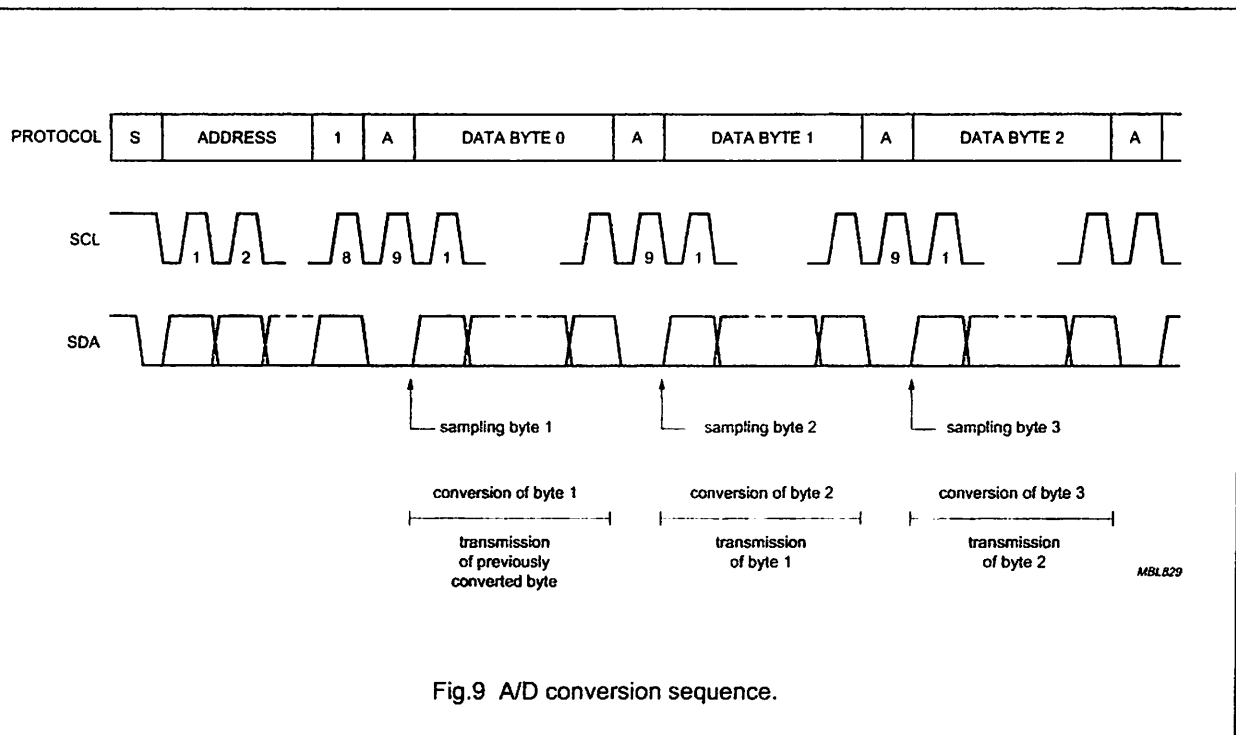 PROTOCOL S ADDRESS 1 A DATA BYTE 0 A DATA BYTE 1 A DATA BYTE 2 A
SCL 1 2 8 9 1 9 1 9 1
SDA
sampling byte 1 sampling byte 2 sampling byte 3
conversion of byte 1 conversion of byte 2 conversion of byte 3
transmission transmission transmission
of previously of byte 1 of byte 2
converted byte
MBL829
Fig.9 A/D conversion sequence.